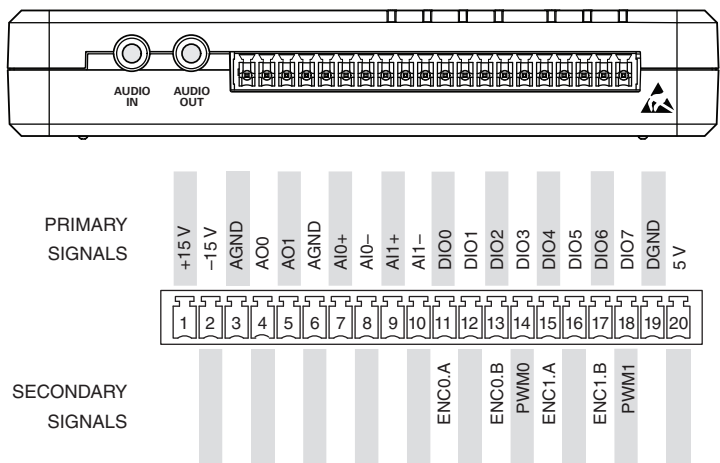 AUDIO IN
AUDIO OUT
PRIMARY SIGNALS
+15 V
–15 V
AGND
AO0
AO1
AGND
AI0+
AI0–
AI1+
AI1–
DIO0
DIO1
DIO2
DIO3
DIO4
DIO5
DIO6
DIO7
DGND
5 V
1 2 3 4 5 6 7 8 9 10 11 12 13 14 15 16 17 18 19 20
SECONDARY SIGNALS
ENC0.A
ENC0.B
PWM0
ENC1.A
ENC1.B
PWM1